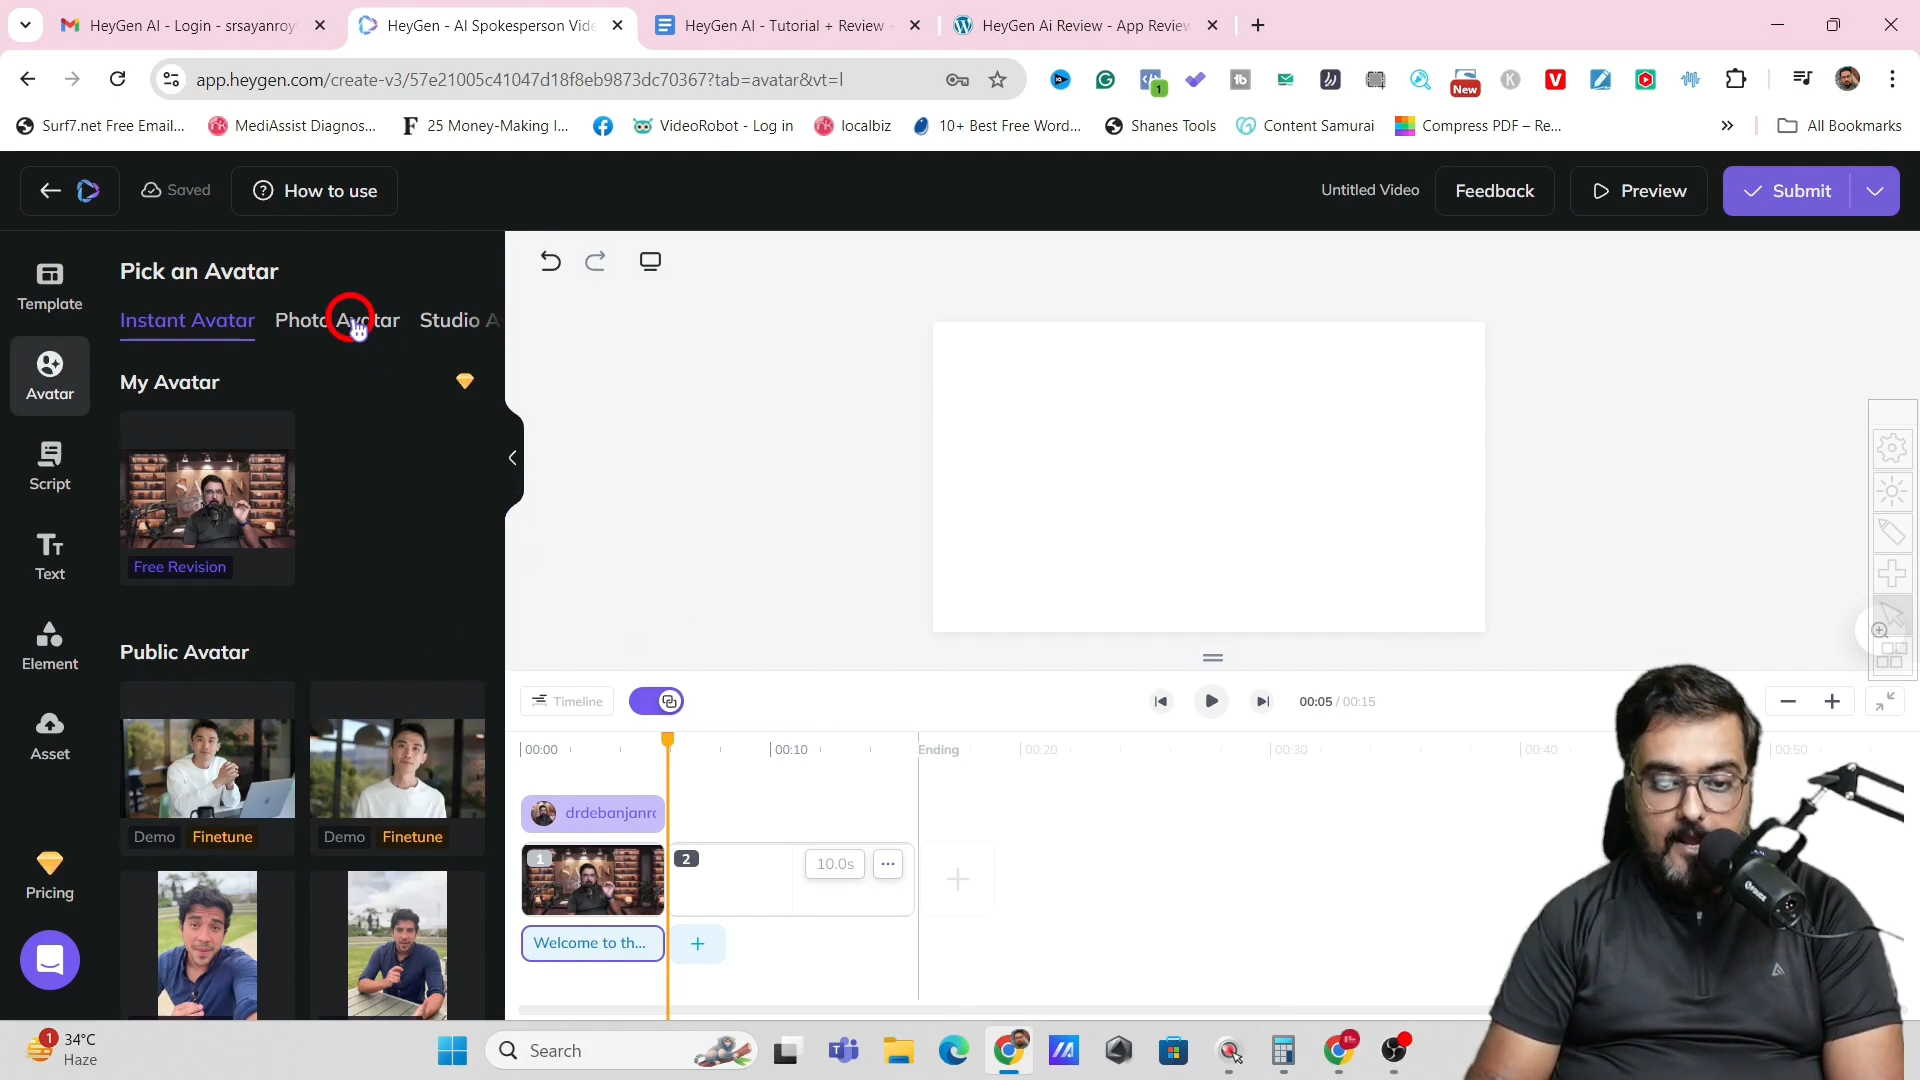 HeyGen AI - Login - srsayanroy
HeyGen - AI Spokesperson Vide
HeyGen AI - Tutorial + Review -
HeyGen Ai Review - App Review
app.heygen.com/create-v3/57e21005c41047d18f8eb9873dc70367?tab=avatar&vt=l
1
New
Surf7.net Free Email...
MediAssist Diagnos...
25 Money-Making I...
VideoRobot - Log in
localbiz
10+ Best Free Word...
Shanes Tools
Content Samurai
Compress PDF – Re...
All Bookmarks
Saved
How to use
Untitled Video
Feedback
Preview
Submit
Template
Avatar
Script
Text
Element
Asset
Pricing
Pick an Avatar
Instant Avatar
Photo Avatar
Studio A
My Avatar
Free Revision
Public Avatar
Demo Finetune
Demo Finetune
Timeline
00:05 / 00:15
00:00
00:10
Ending
00:20
00:30
00:40
00:50
drdebanjanr
1
2
10.0s
Welcome to th...
1
34°C
Haze
Search